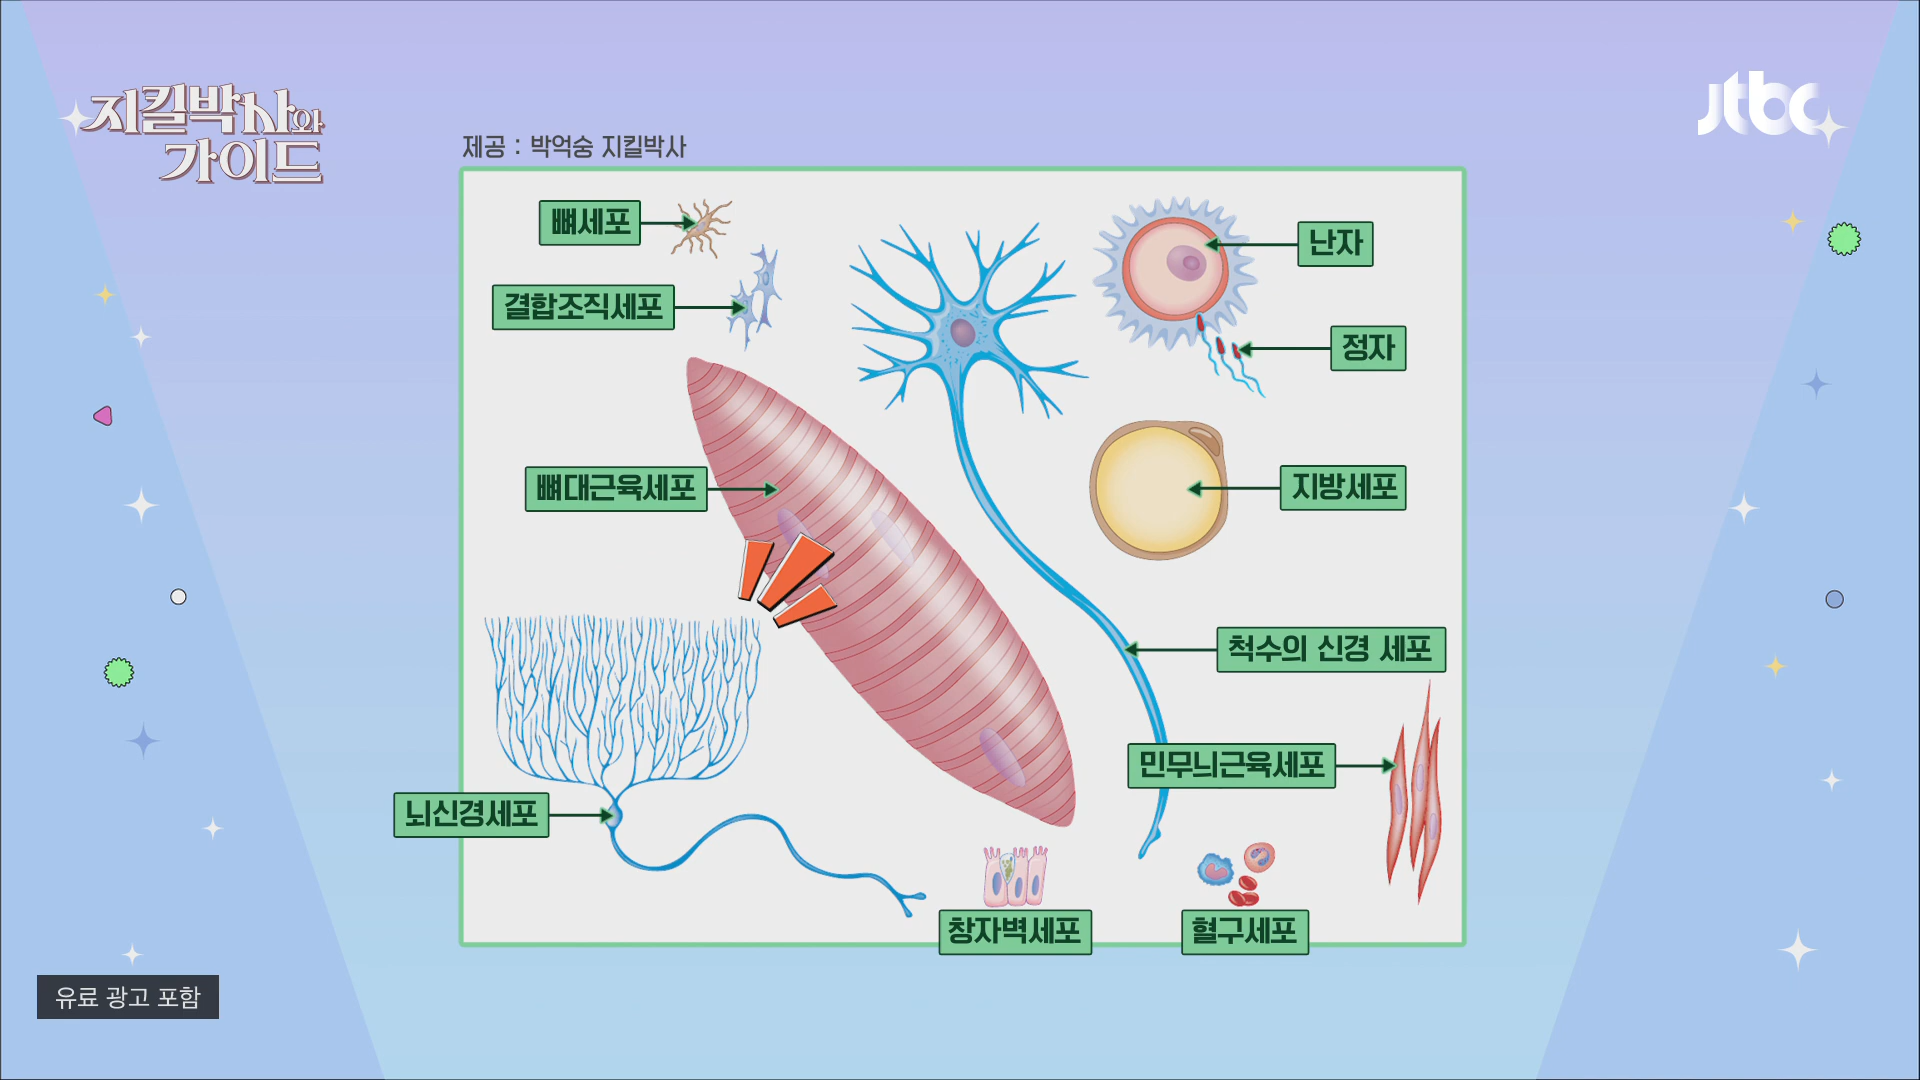 지킬박사와
가이드
jtbc
제공 : 박억숭 지킬박사
뼈세포
난자
결합조직세포
정자
뼈대근육세포
지방세포
척수의 신경 세포
민무늬근육세포
뇌신경세포
창자벽세포
혈구세포
유료 광고 포함